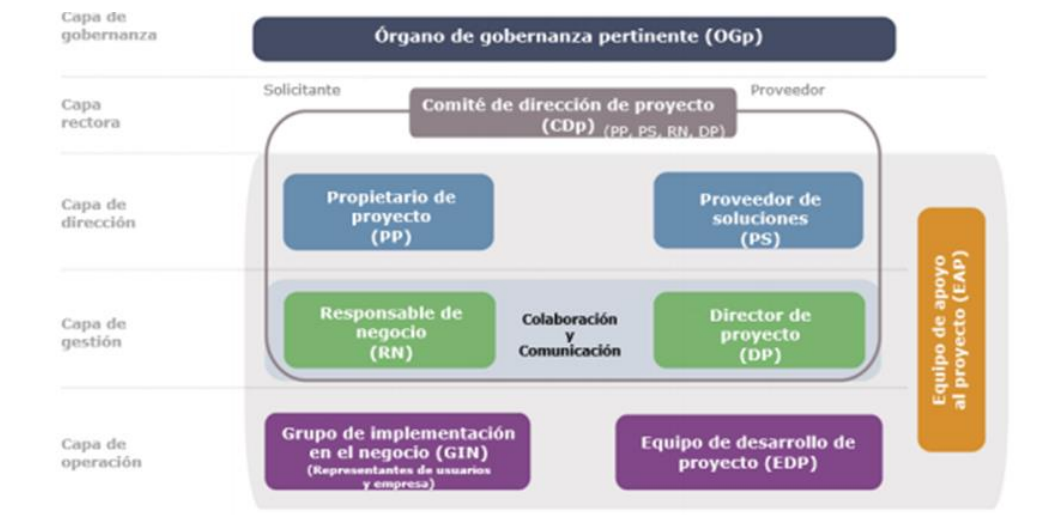 Capa de
gobernanza
Órgano de gobernanza pertinente (OGp)
Solicitante
Proveedor
Capa
rectora
Comité de dirección de proyecto
(CDp) (PP, PS, RN, DP)
Capa de
dirección
Propietario de
proyecto
(PP)
Proveedor de
soluciones
(PS)
Capa de
gestión
Responsable de
negocio
(RN)
Colaboración
y
Comunicación
Director de
proyecto
(DP)
Equipo de apoyo
al proyecto (EAP)
Capa de
operación
Grupo de implementación
en el negocio (GIN)
(Representantes de usuarios
y empresa)
Equipo de desarrollo de
proyecto (EDP)